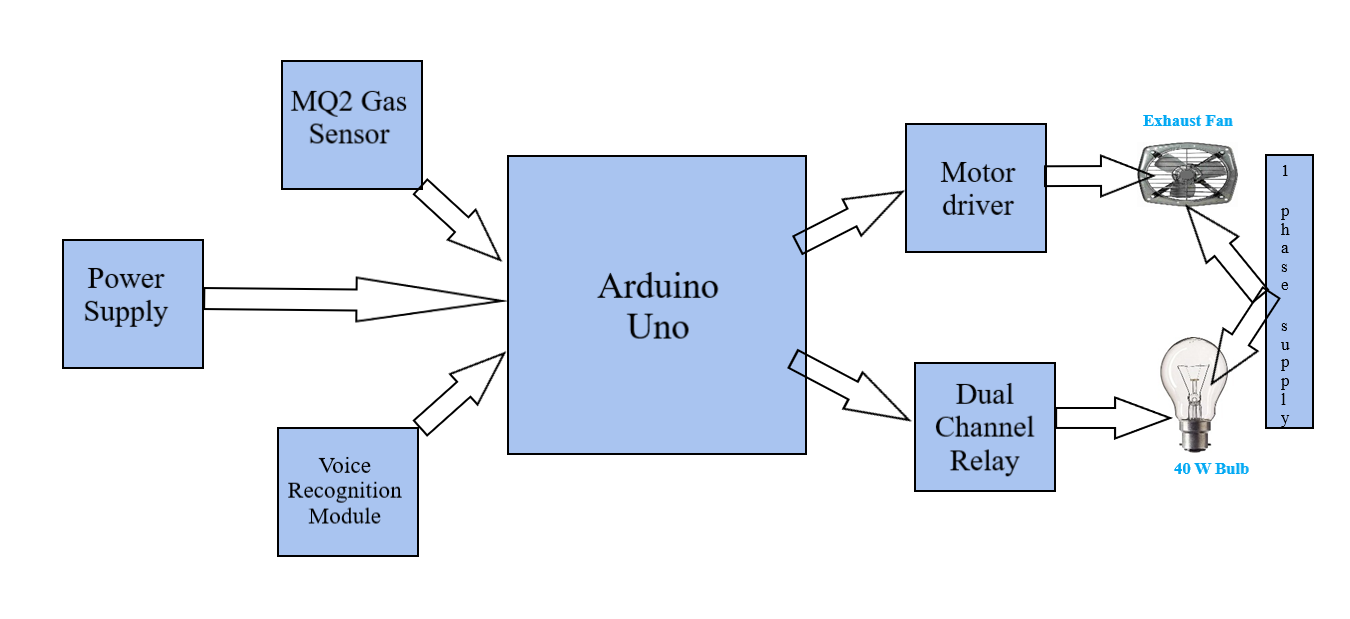 MQ2 Gas
Sensor
Power
Supply
Voice
Recognition
Module
Arduino
Uno
Motor
driver
Dual
Channel
Relay
Exhaust Fan
40 W Bulb
1 phase supply